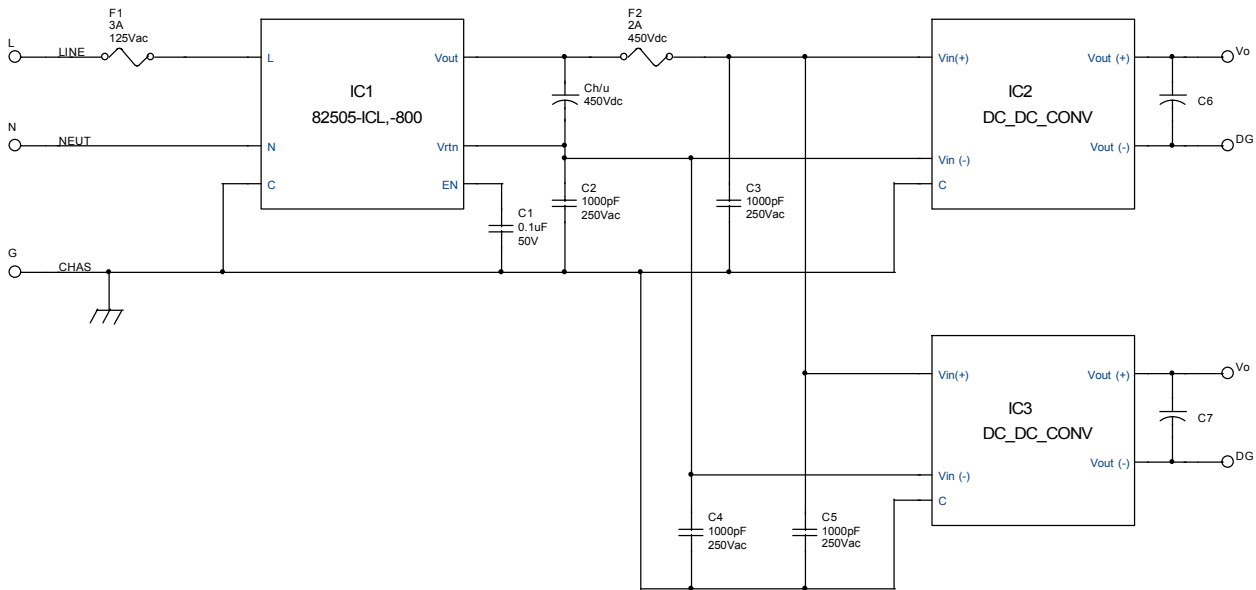 F1
3A
125Vac
L
LINE
N
NEUT
G
CHAS
L
N
C
IC1
82505-ICL,-800
Vout
Vrtn
EN
C1
0.1uF
50V
Ch/u
450Vdc
C2
1000pF
250Vac
F2
2A
450Vdc
C3
1000pF
250Vac
Vin(+)
Vin (-)
C
IC2
DC_DC_CONV
Vout (+)
Vout (-)
C6
Vo
DG
Vin(+)
Vin (-)
C
IC3
DC_DC_CONV
Vout (+)
Vout (-)
C7
Vo
DG
C4
1000pF
250Vac
C5
1000pF
250Vac